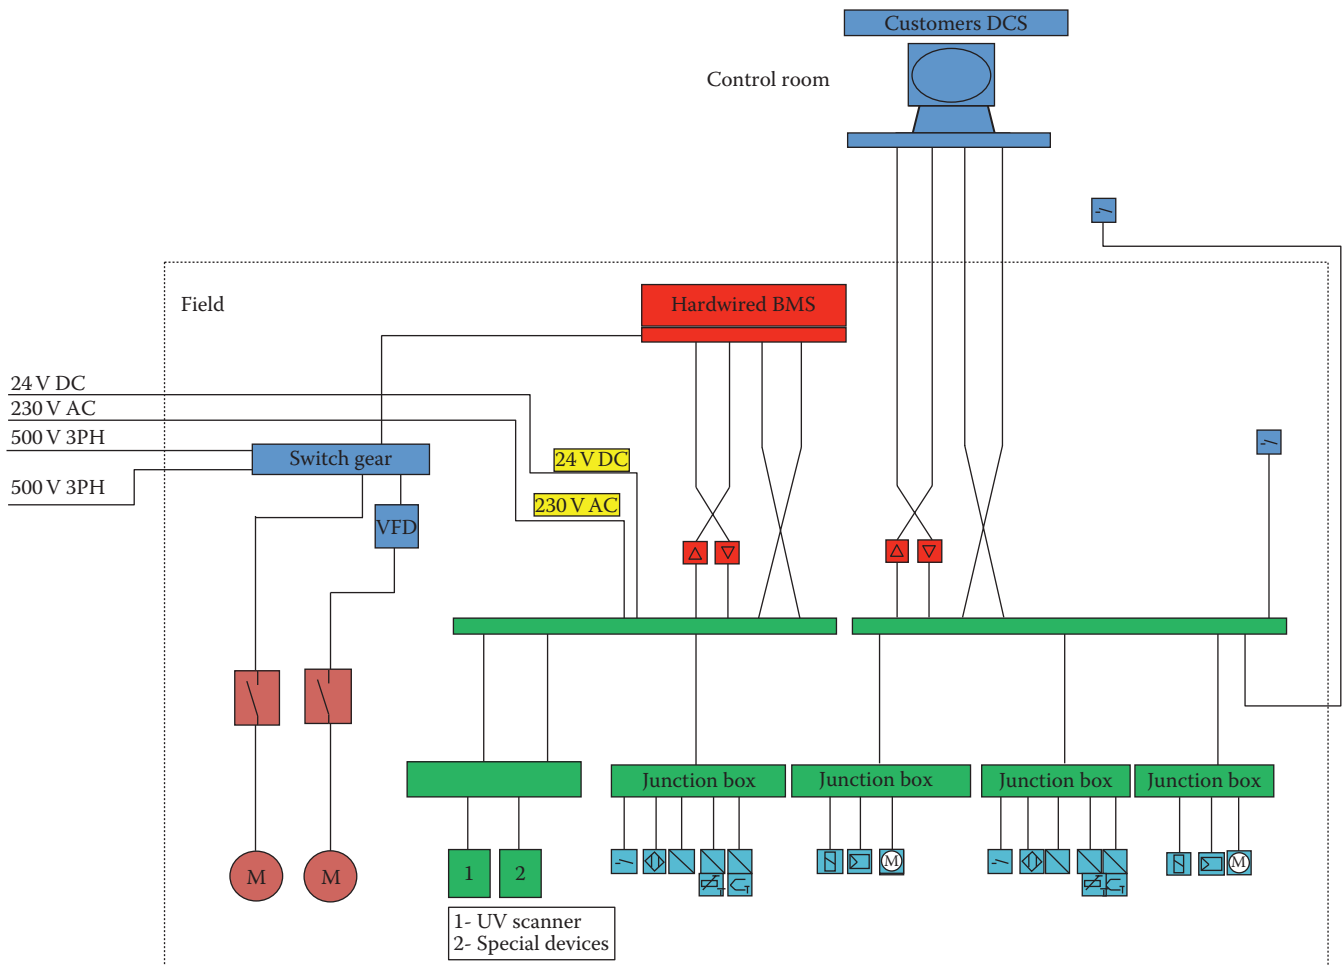 Customers DCS
Control room
Field
Hardwired BMS
24 V DC
230 V AC
500 V 3PH
Switch gear
24 V DC
500 V 3PH
230 V AC
VFD
Junction box
Junction box
Junction box
Junction box
M
M
1
2
M
M
T
T
T
T
1- UV scanner
2- Special devices